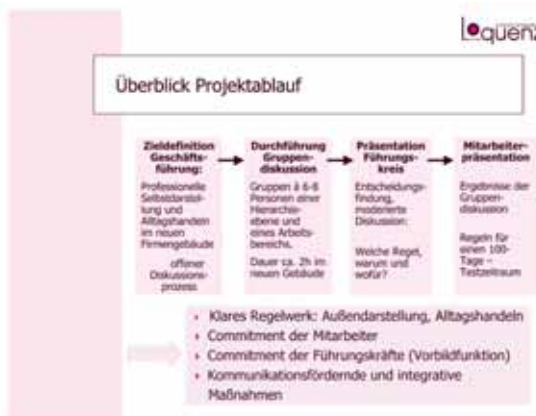 Loquenz
Überblick Projektablauf
Zieldefinition
Geschäfts-
führung:
Professionelle
Selbstdarstel-
lung und
Alltagshandeln
im neuen
Firmengebäude
offener
Diskussions-
prozess
Durchführung
Gruppen-
diskussion
Gruppen à 6-8
Personen einer
Hierarchie-
ebene und
eines Arbeits-
bereichs.
Dauer ca. 2h im
neuen Gebäude
Präsentation
Führungs-
kreis
Entscheidungs-
findung,
moderierte
Diskussion:
Welche Regel,
warum und
wofür?
Mitarbeiter-
präsentation
Ergebnisse der
Gruppen-
diskussion
Regeln für
einen 100-
Tage –
Testzeitraum
Klares Regelwerk: Außendarstellung, Alltagshandeln
Commitment der Mitarbeiter
Commitment der Führungskräfte (Vorbildfunktion)
Kommunikationsfördernde und integrative
Maßnahmen